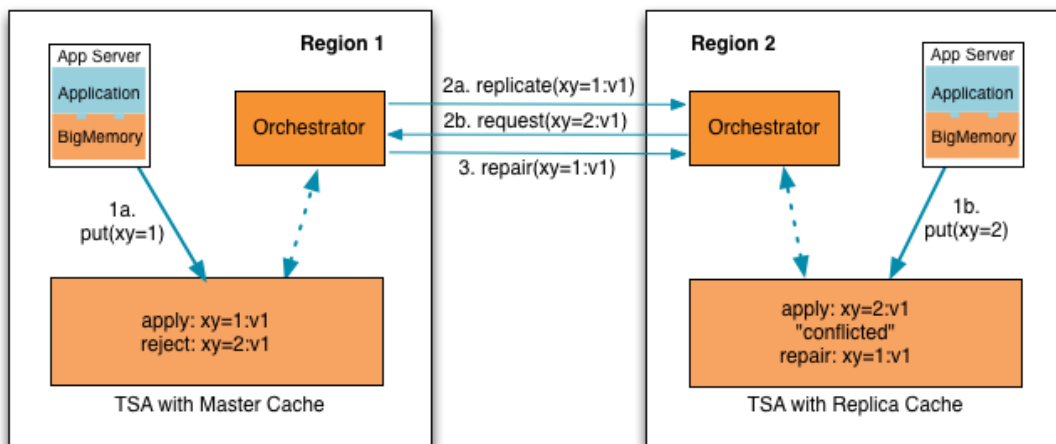 Region 1
App Server
Application
BigMemory
Orchestrator
1a.
put(xy=1)
apply: xy=1:v1
reject: xy=2:v1
TSA with Master Cache
2a. replicate(xy=1:v1)
2b. request(xy=2:v1)
3. repair(xy=1:v1)
Region 2
App Server
Application
BigMemory
Orchestrator
1b.
put(xy=2)
apply: xy=2:v1
"conflicted"
repair: xy=1:v1
TSA with Replica Cache